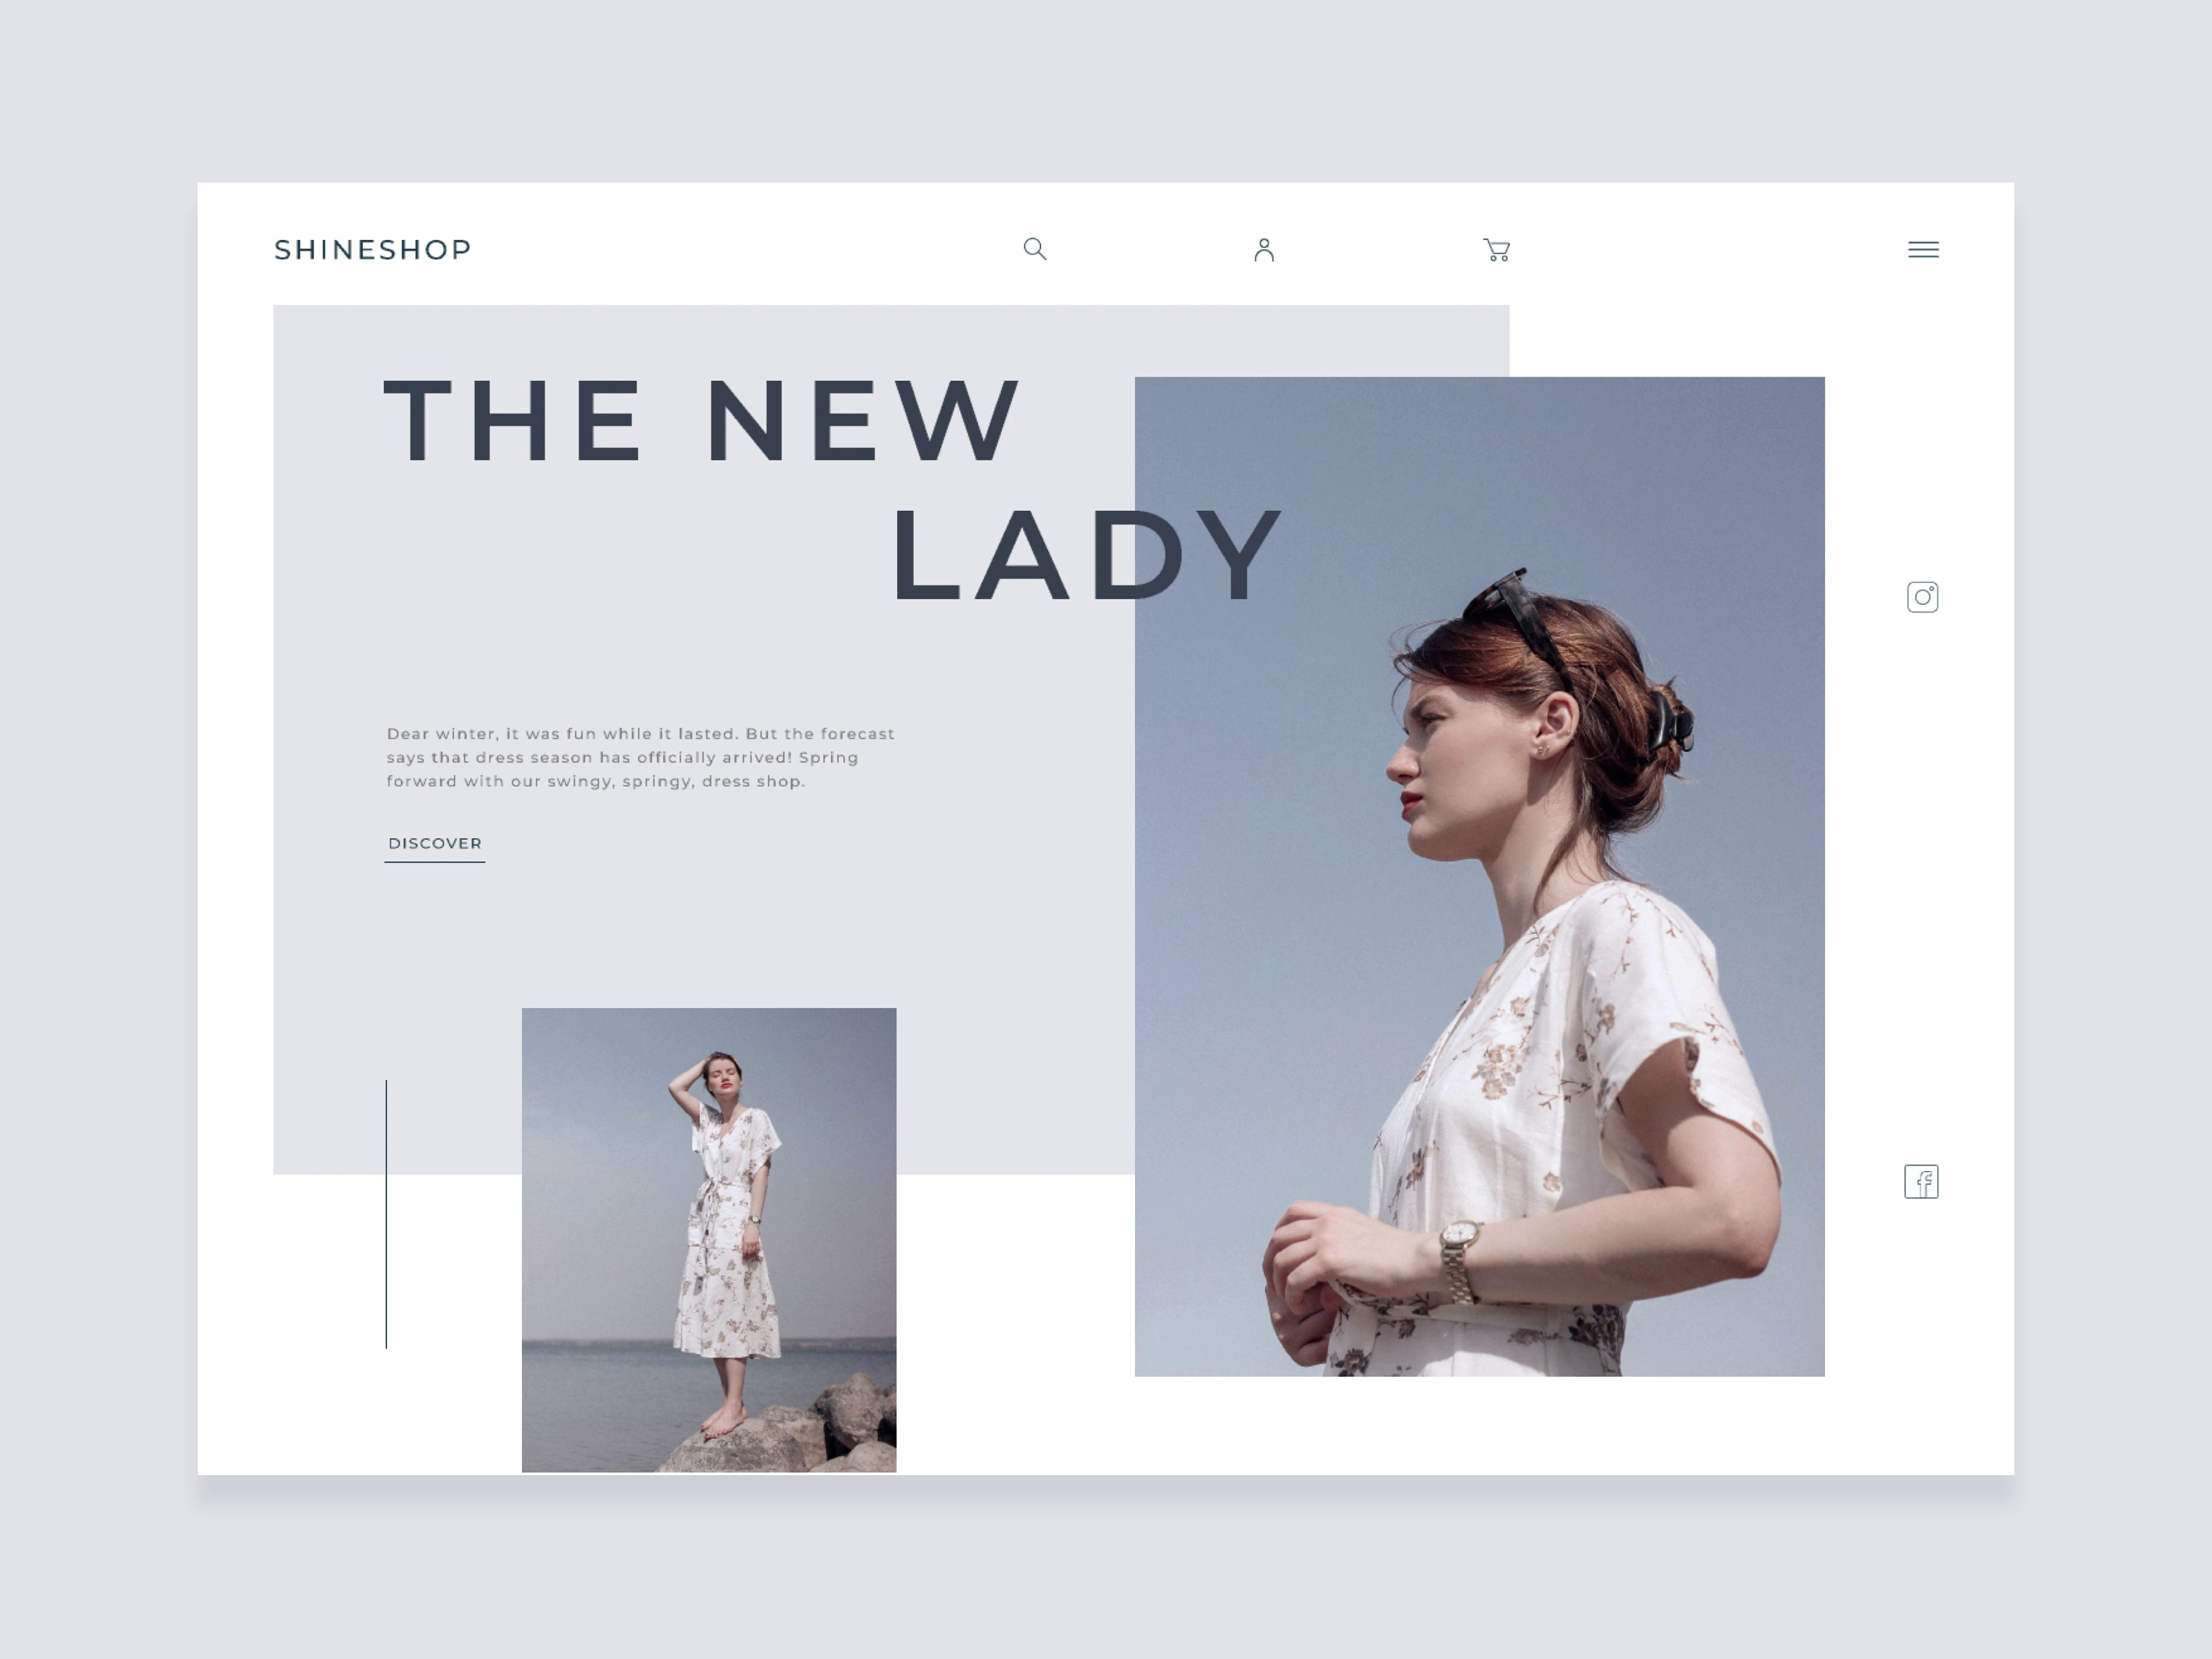 SHINESHOP
THE NEW
LADY
Dear winter, it was fun while it lasted. But the forecast
says that dress season has officially arrived! Spring
forward with our swingy, springy, dress shop.
DISCOVER